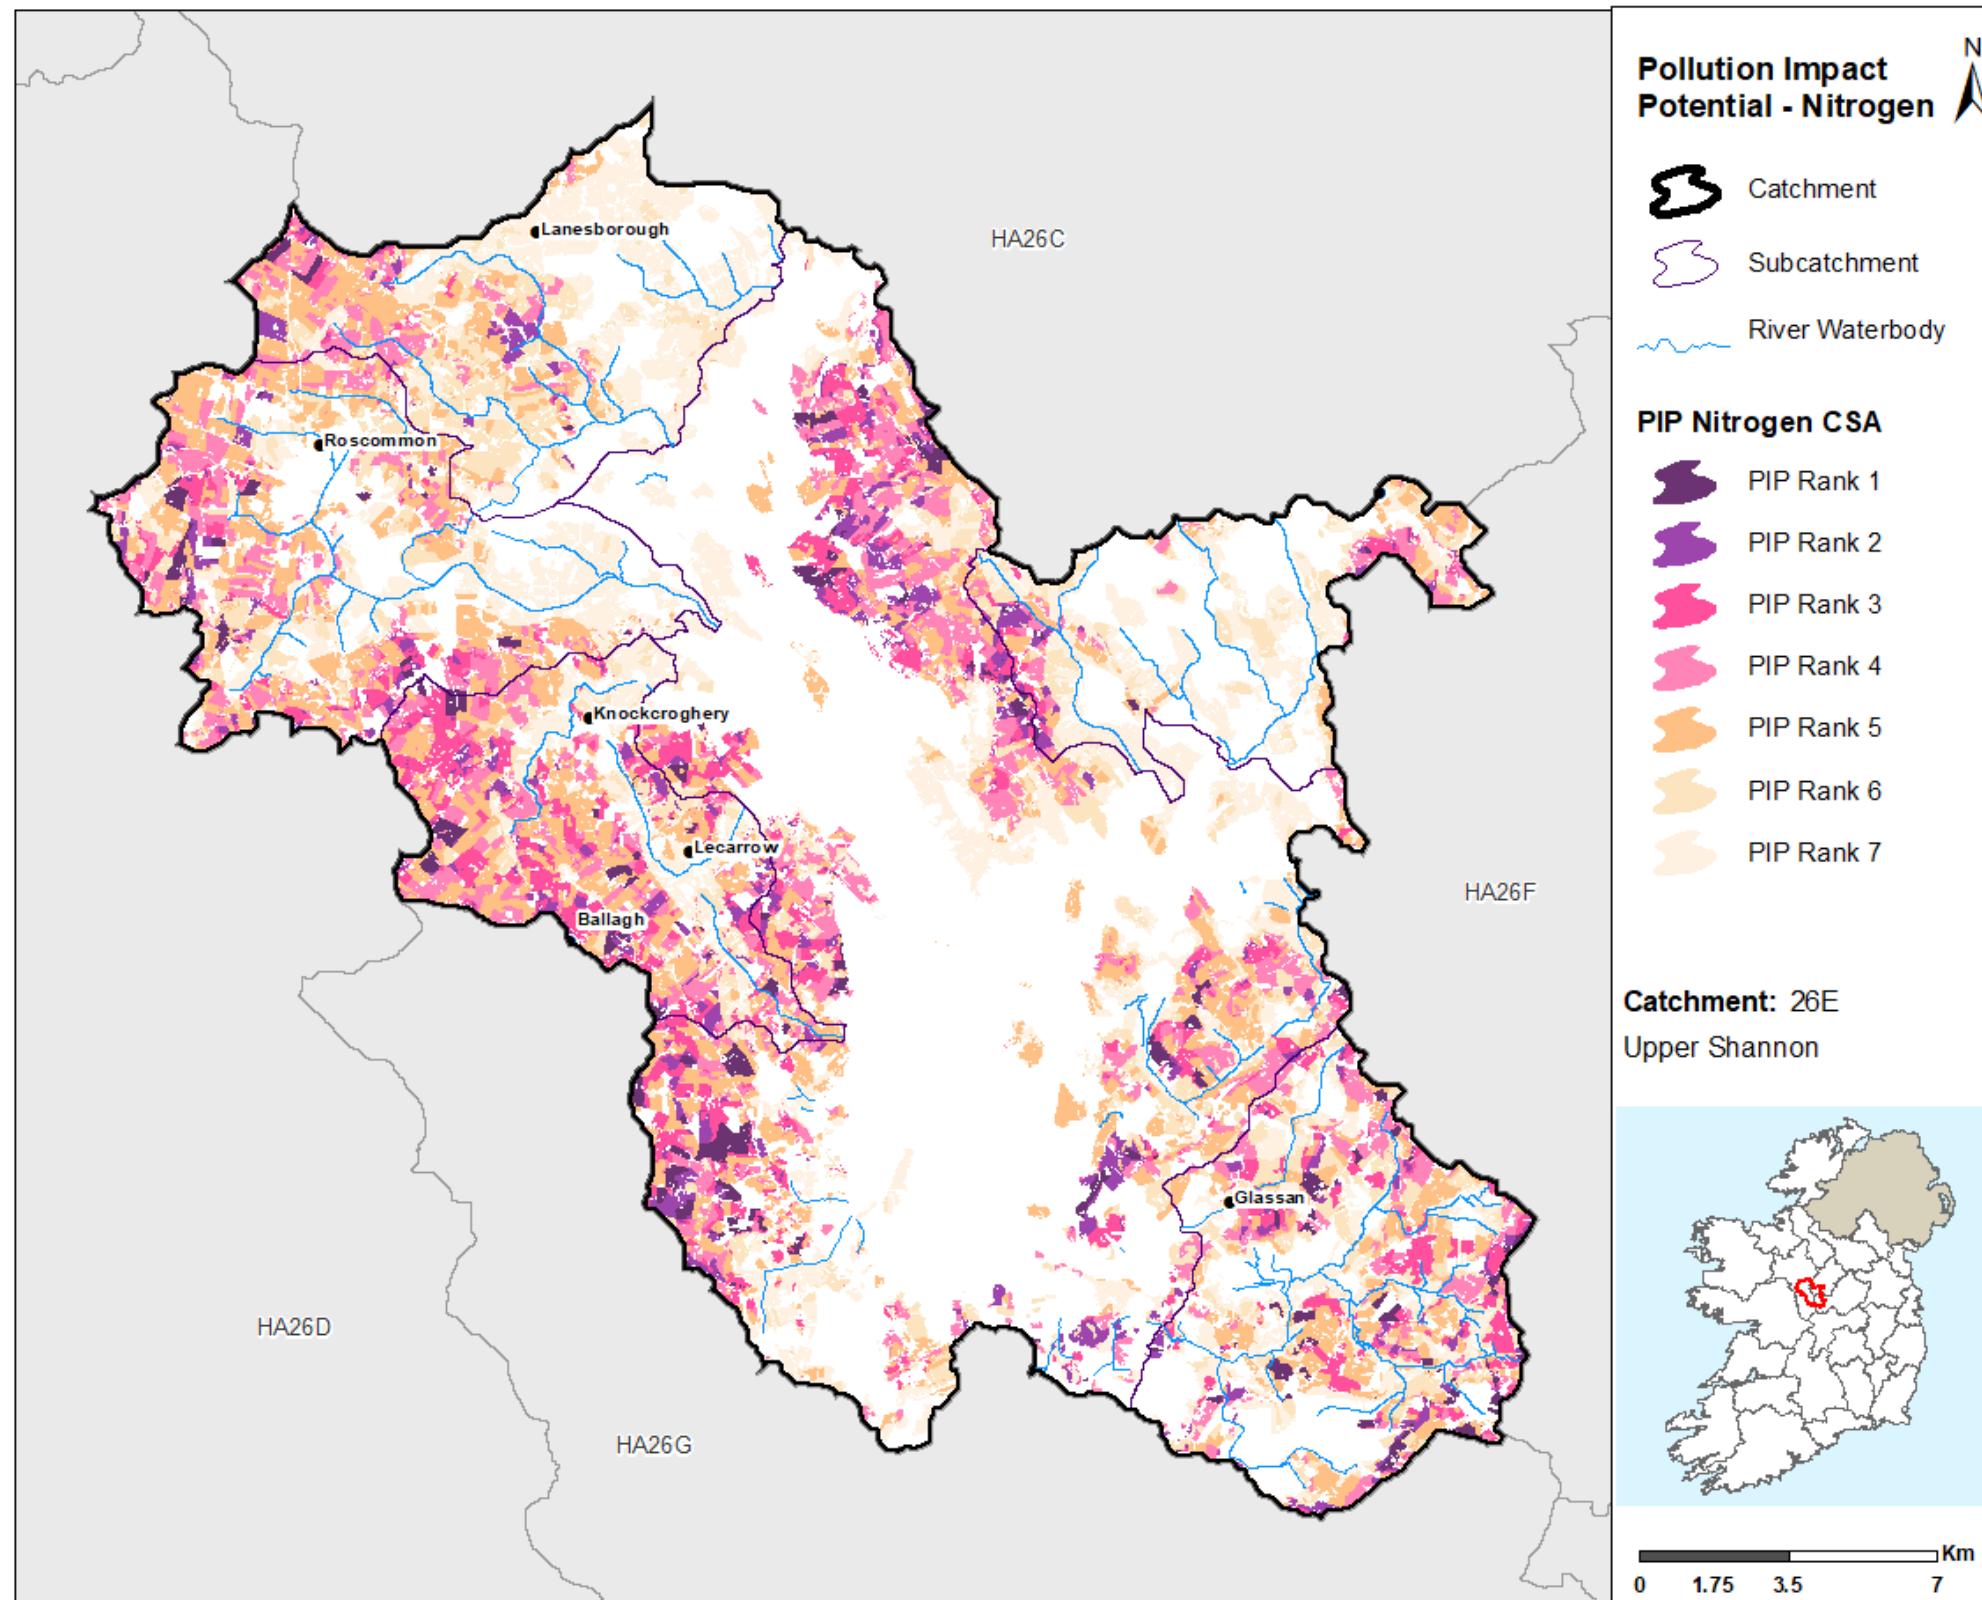 Pollution Impact
Potential - Nitrogen
N
Catchment
Subcatchment
River Waterbody
PIP Nitrogen CSA
PIP Rank 1
PIP Rank 2
PIP Rank 3
PIP Rank 4
PIP Rank 5
PIP Rank 6
PIP Rank 7
Catchment: 26E
Upper Shannon
Km
0 1.75 3.5 7
Lanesborough
HA26C
Roscommon
Knockcroghery
Lecarrow
HA26F
Ballagh
Glassan
HA26D
HA26G